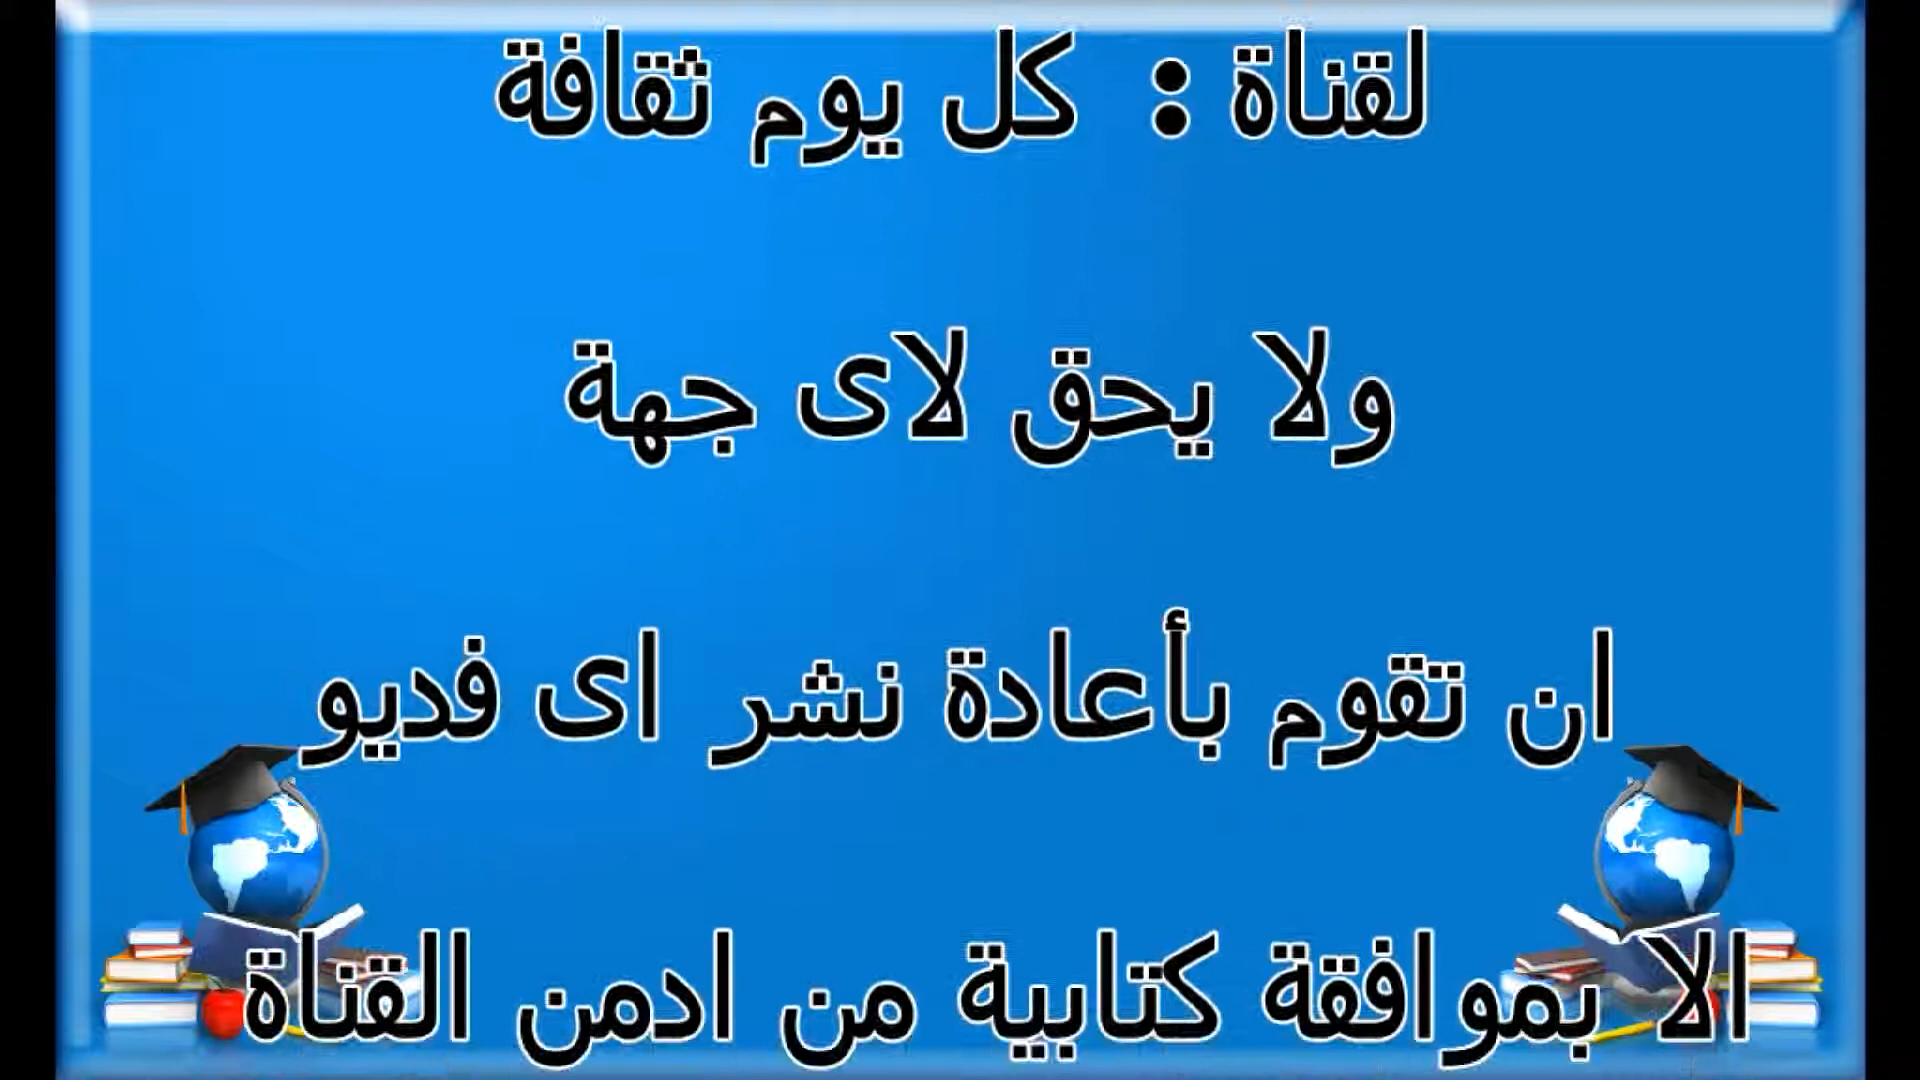 لقناة : كل يوم ثقافة
ولا يحق لاى جهة
ان تقوم بأعادة نشر اى فديو
الا بموافقة كتابية من ادمن القناة